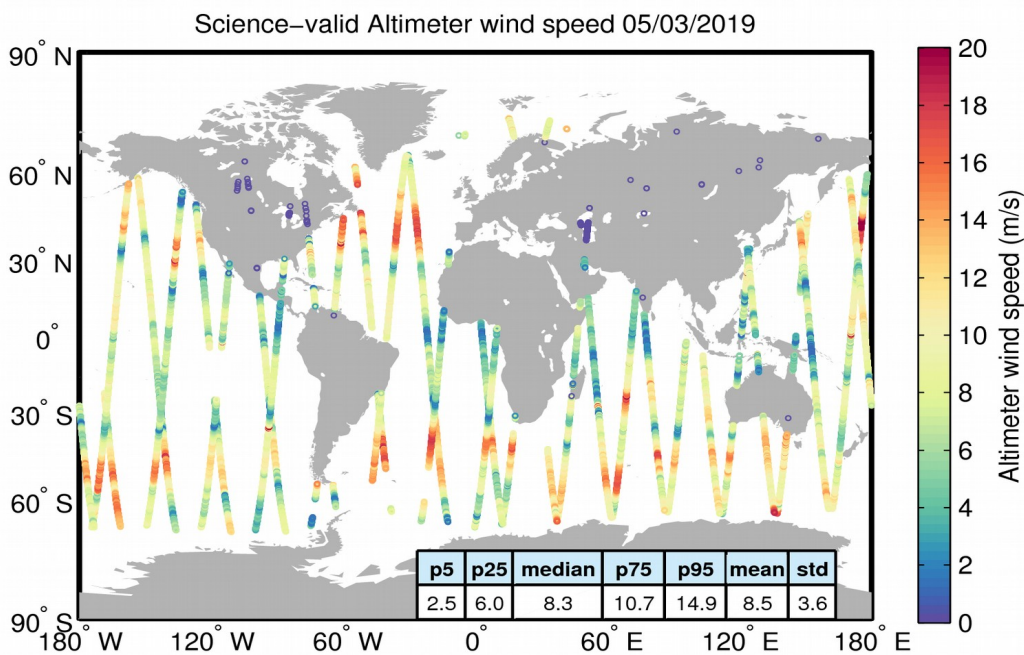 Science−valid Altimeter wind speed 05/03/2019
90° N
60° N
30° N
0°
30° S
60° S
90° S
180° W
120° W
60° W
0°
60° E
120° E
180° E
p5 p25 median p75 p95 mean std
2.5 6.0 8.3 10.7 14.9 8.5 3.6
20
18
16
14
12
10
8
6
4
2
0
Altimeter wind speed (m/s)